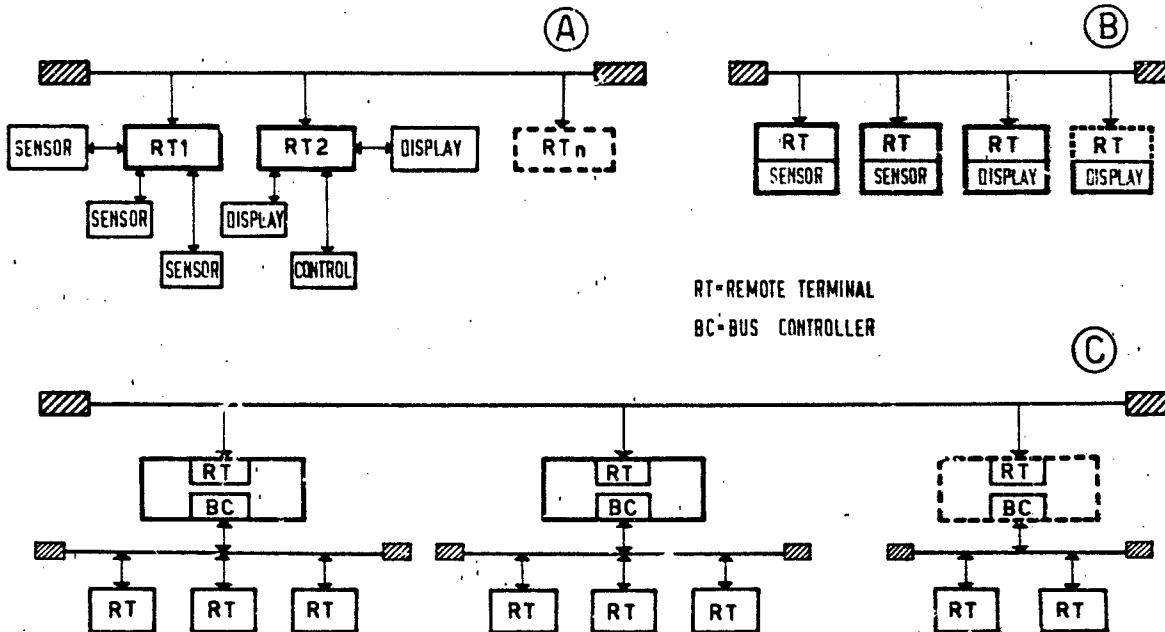 A
SENSOR
RT1
RT2
DISPLAY
RTn
SENSOR
DISPLAY
SENSOR
CONTROL
B
RT
SENSOR
RT
SENSOR
RT
DISPLAY
RT
DISPLAY
RT=REMOTE TERMINAL
BC=BUS CONTROLLER
C
RT
BC
RT
BC
RT
BC
RT
RT
RT
RT
RT
RT
RT
RT